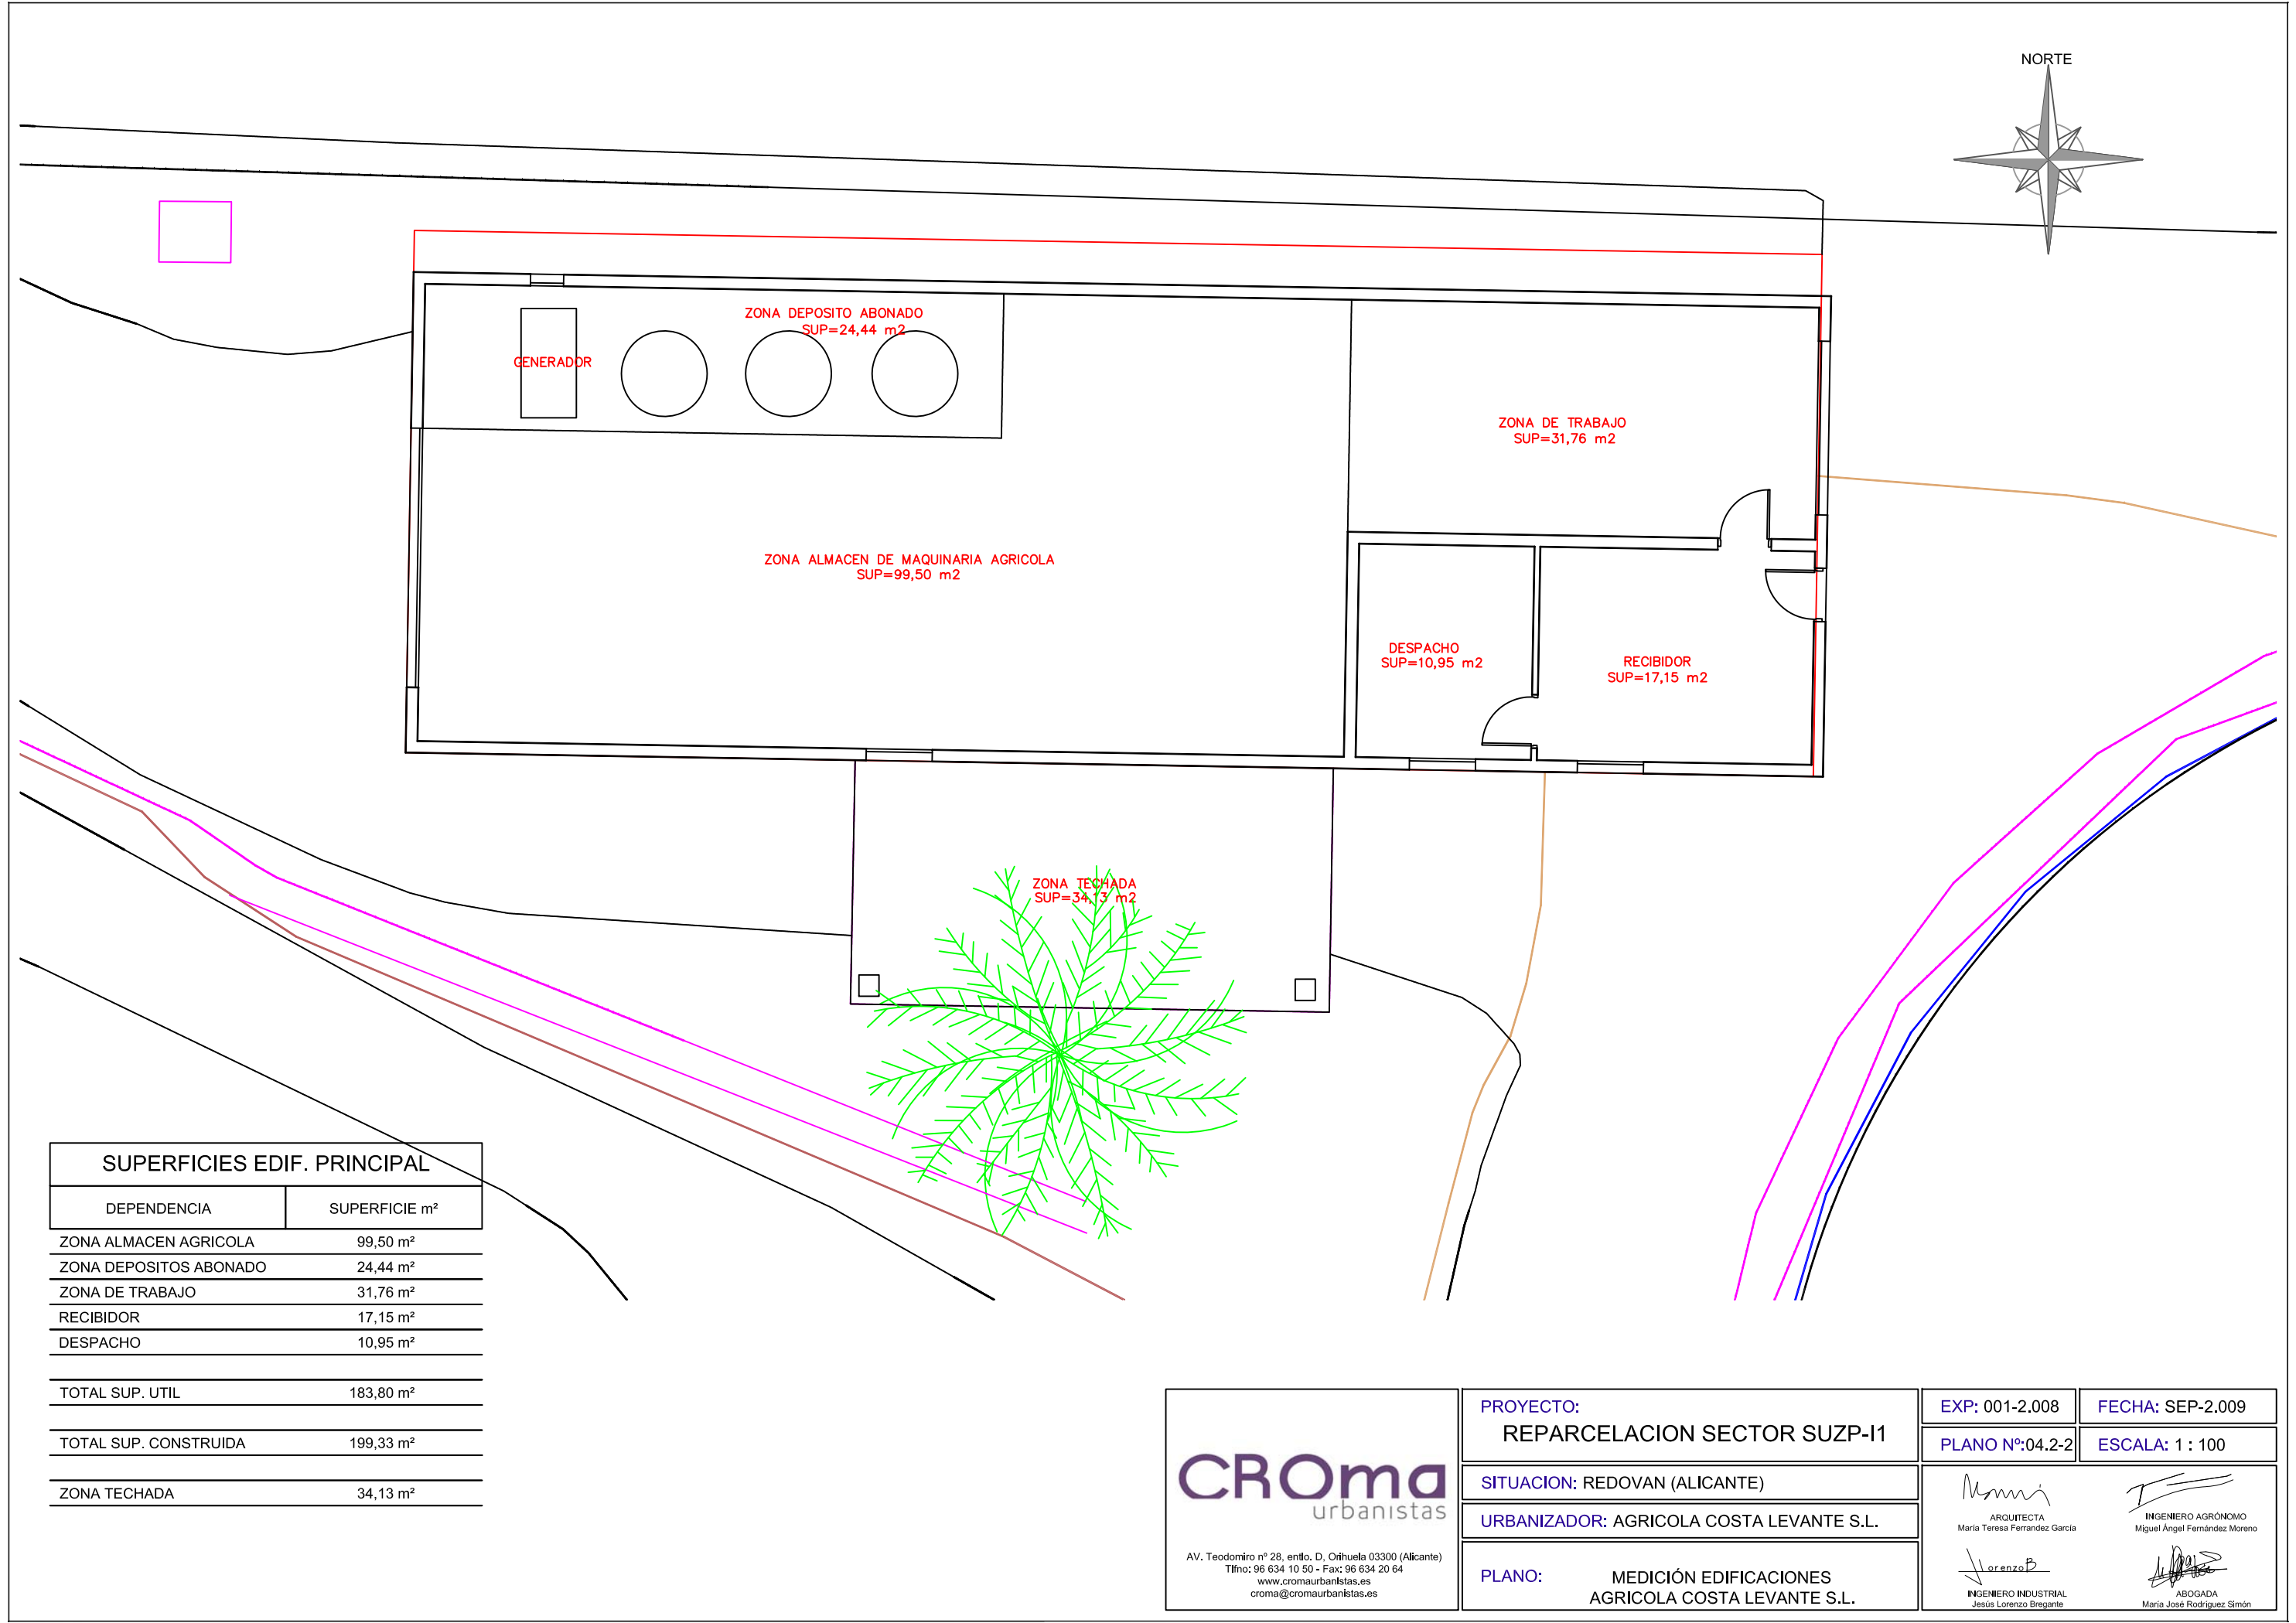 NORTE
ZONA DEPOSITO ABONADO
SUP=24,44 m2
GENERADOR
ZONA DE TRABAJO
SUP=31,76 m2
ZONA ALMACEN DE MAQUINARIA AGRICOLA
SUP=99,50 m2
DESPACHO
SUP=10,95 m2
RECIBIDOR
SUP=17,15 m2
ZONA TECHADA
SUP=34,13 m2
SUPERFICIES EDIF. PRINCIPAL
DEPENDENCIA SUPERFICIE m²
ZONA ALMACEN AGRICOLA 99,50 m²
ZONA DEPOSITOS ABONADO 24,44 m²
ZONA DE TRABAJO 31,76 m²
RECIBIDOR 17,15 m²
DESPACHO 10,95 m²
TOTAL SUP. UTIL 183,80 m²
TOTAL SUP. CONSTRUIDA 199,33 m²
ZONA TECHADA 34,13 m²
CROma
urbanistas
AV. Teodomiro nº 28, entlo. D, Orihuela 03300 (Alicante)
Tlfno: 96 634 10 50 - Fax: 96 634 20 64
www.cromaurbanistas.es
croma@cromaurbanistas.es
PROYECTO:
REPARCELACION SECTOR SUZP-I1
SITUACION: REDOVAN (ALICANTE)
URBANIZADOR: AGRICOLA COSTA LEVANTE S.L.
PLANO: MEDICIÓN EDIFICACIONES
AGRICOLA COSTA LEVANTE S.L.
EXP: 001-2.008 FECHA: SEP-2.009
PLANO Nº:04.2-2 ESCALA: 1 : 100
ARQUITECTA
María Teresa Ferrandez García
INGENIERO AGRÓNOMO
Miguel Ángel Fernández Moreno
LorenzoB
INGENIERO INDUSTRIAL
Jesús Lorenzo Bregante
ABOGADA
María José Rodríguez Simón